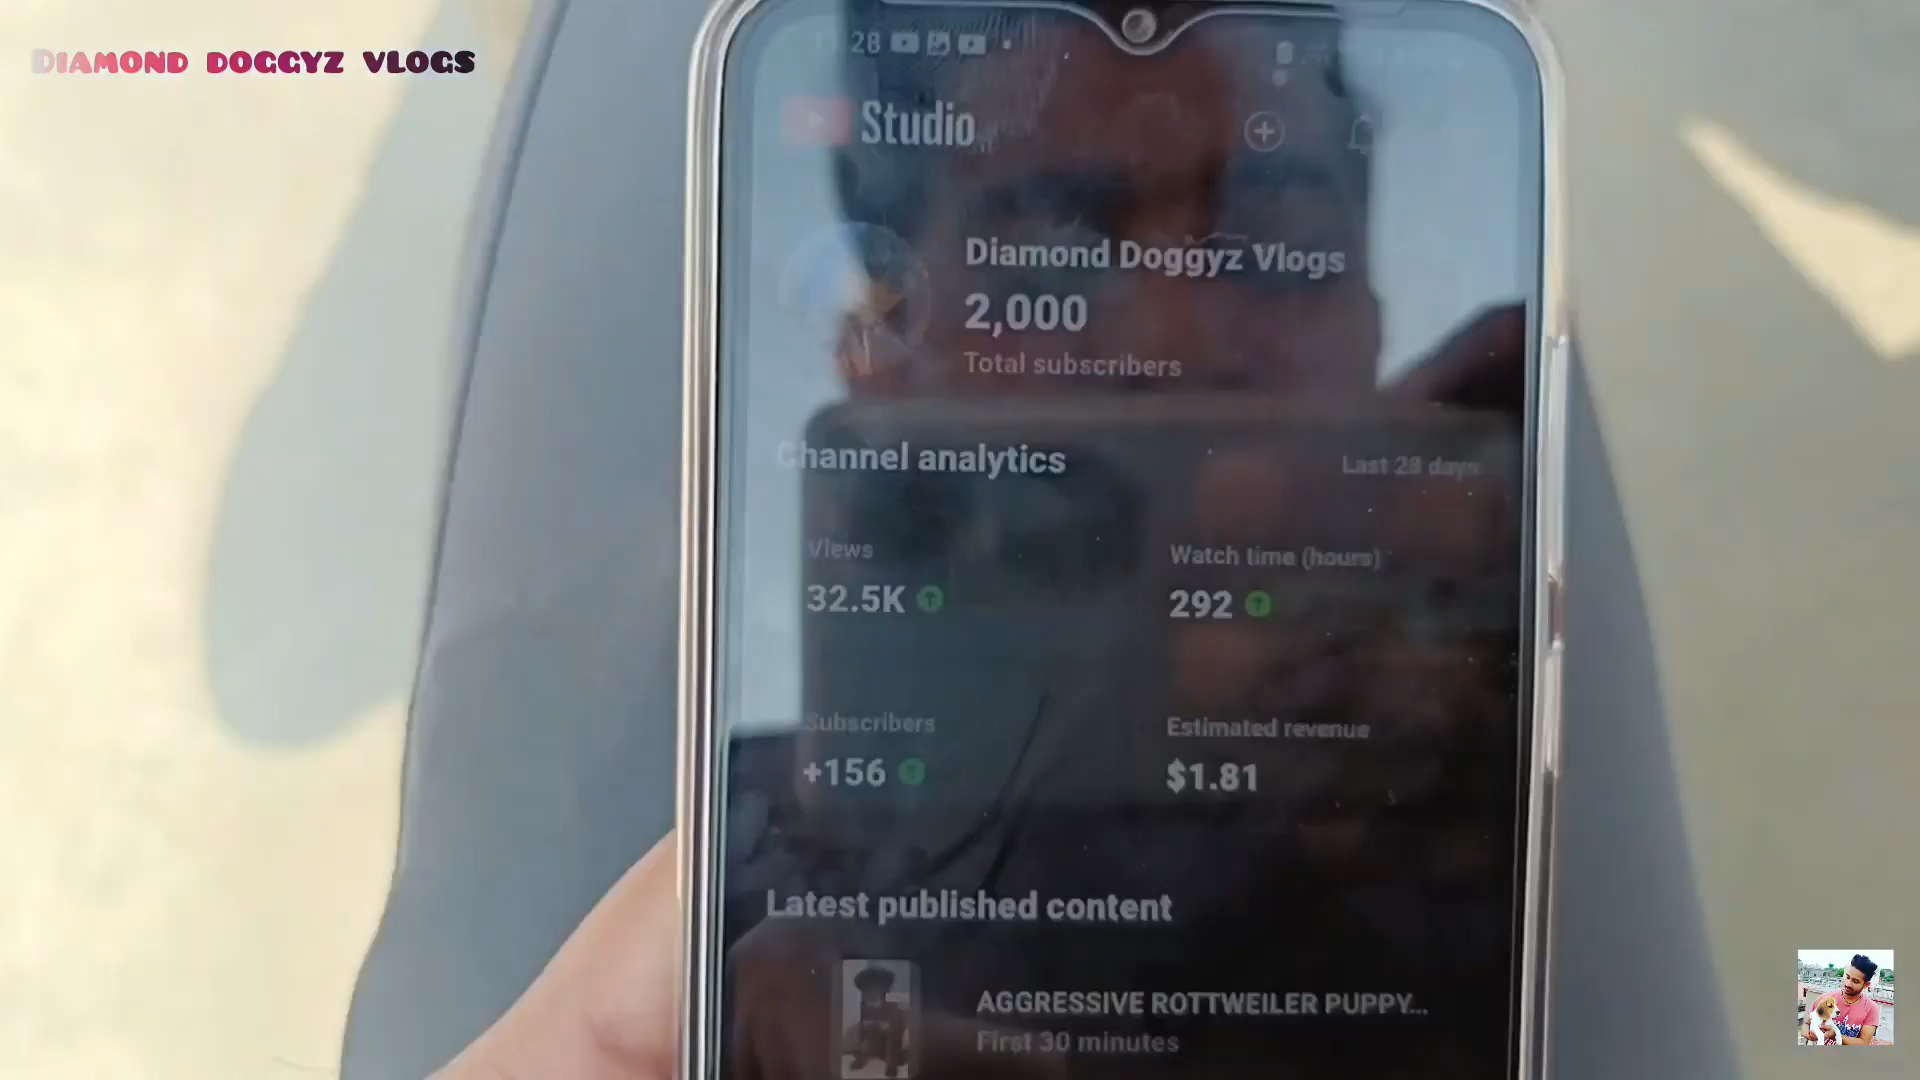 DIAMOND DOGGYZ VLOGS
28
Studio
Diamond Doggyz Vlogs
2,000
Total subscribers
Channel analytics
Last 28 days
Views
32.5K
Watch time (hours)
292
Subscribers
+156
Estimated revenue
$1.81
Latest published content
AGGRESSIVE ROTTWEILER PUPPY...
First 30 minutes